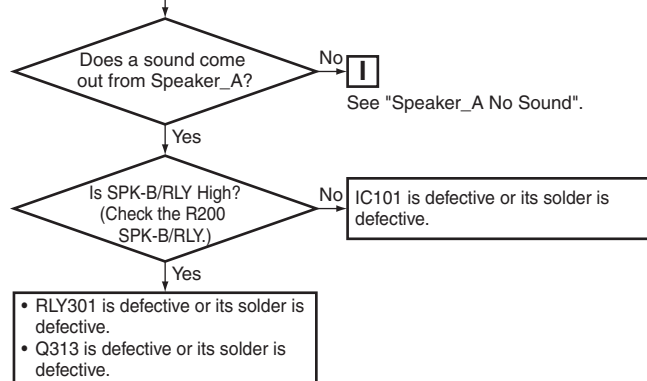 Does a sound come
out from Speaker_A?
No
I
See "Speaker_A No Sound".
Yes
Is SPK-B/RLY High?
(Check the R200
SPK-B/RLY.)
No
IC101 is defective or its solder is
defective.
Yes
• RLY301 is defective or its solder is
defective.
• Q313 is defective or its solder is
defective.